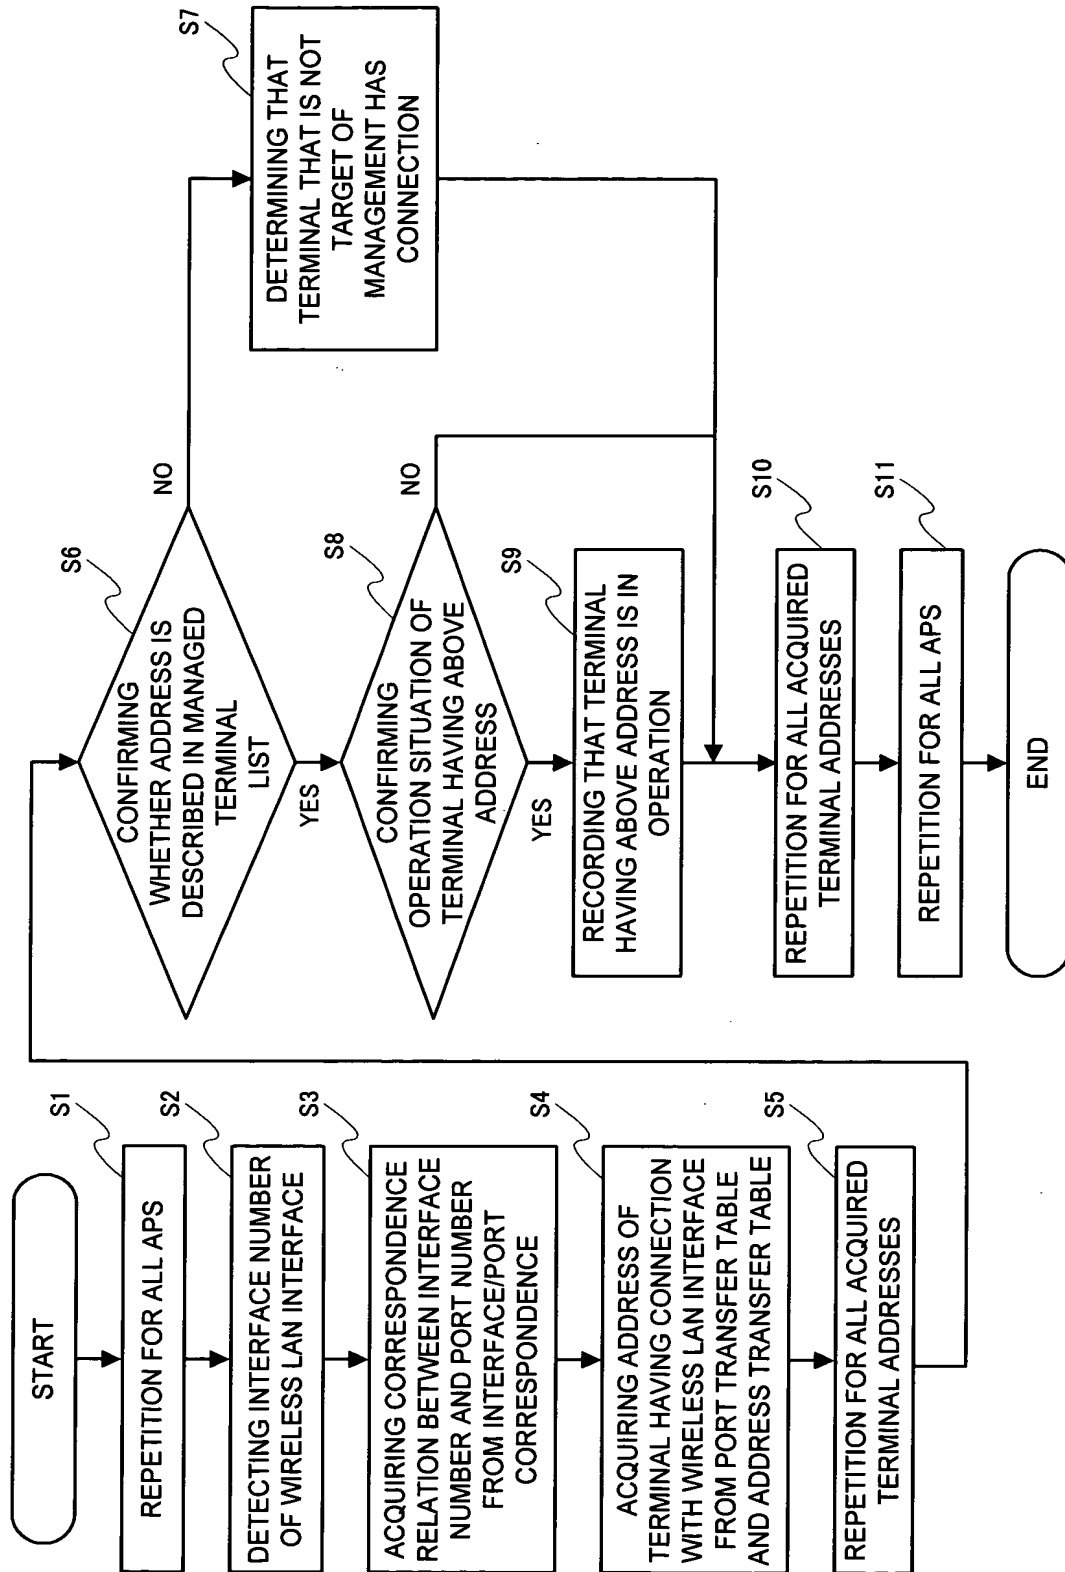 START
S1
REPETITION FOR ALL APS
S2
DETECTING INTERFACE NUMBER
OF WIRELESS LAN INTERFACE
S3
ACQUIRING CORRESPONDENCE
RELATION BETWEEN INTERFACE
NUMBER AND PORT NUMBER
FROM INTERFACE/PORT
CORRESPONDENCE
S4
ACQUIRING ADDRESS OF
TERMINAL HAVING CONNECTION
WITH WIRELESS LAN INTERFACE
FROM PORT TRANSFER TABLE
AND ADDRESS TRANSFER TABLE
S5
REPETITION FOR ALL ACQUIRED
TERMINAL ADDRESSES
S6
CONFIRMING
WHETHER ADDRESS IS
DESCRIBED IN MANAGED
TERMINAL
LIST
NO
YES
S7
DETERMINING THAT
TERMINAL THAT IS NOT
TARGET OF
MANAGEMENT HAS
CONNECTION
S8
CONFIRMING
OPERATION SITUATION OF
TERMINAL HAVING ABOVE
ADDRESS
NO
YES
S9
RECORDING THAT TERMINAL
HAVING ABOVE ADDRESS IS IN
OPERATION
S10
REPETITION FOR ALL ACQUIRED
TERMINAL ADDRESSES
S11
REPETITION FOR ALL APS
END